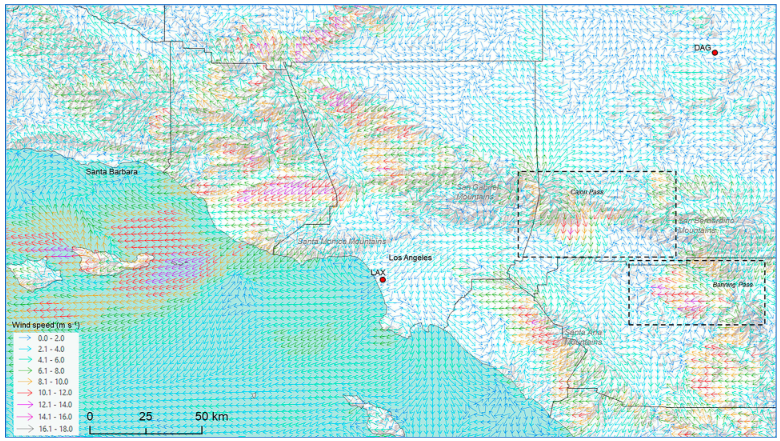 DAG
Santa Barbara
San Gabriel
Mountains
Cajon Pass
San Bernardino
Mountains
Santa Monica Mountains
Los Angeles
LAX
Banning Pass
Santa Ana
Mountains
Wind speed (m s⁻¹)
0.0 - 2.0
2.1 - 4.0
4.1 - 6.0
6.1 - 8.0
8.1 - 10.0
10.1 - 12.0
12.1 - 14.0
14.1 - 16.0
16.1 - 18.0
0 25 50 km